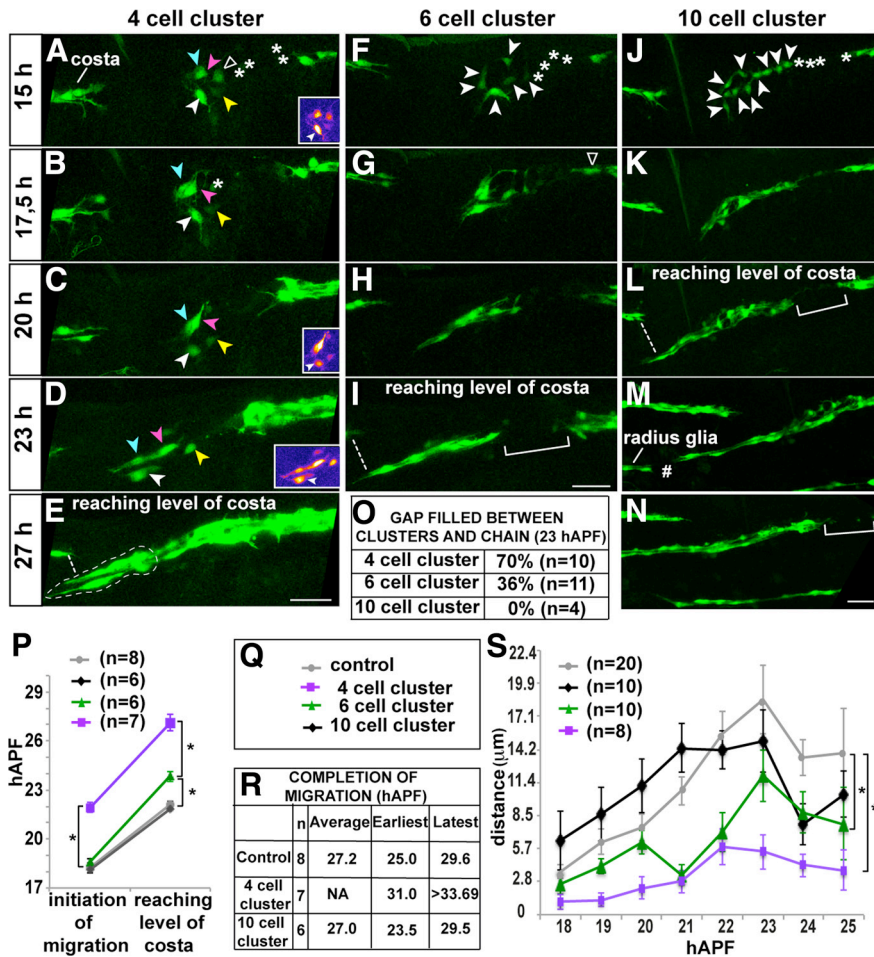 4 cell cluster
6 cell cluster
10 cell cluster
15 h
A
costa
* * * *
F
* * * *
J
*** *
17,5 h
B
*
G
K
20 h
C
H
L
reaching level of costa
23 h
D
I
reaching level of costa
M
radius glia
#
27 h
E
reaching level of costa
O
GAP FILLED BETWEEN
CLUSTERS AND CHAIN (23 hAPF)
4 cell cluster 70% (n=10)
6 cell cluster 36% (n=11)
10 cell cluster 0% (n=4)
N
P
(n=8)
(n=6)
(n=6)
(n=7)
hAPF
29
27
25
23
21
19
17
*
*
*
initiation of migration
reaching level of costa
Q
control
4 cell cluster
6 cell cluster
10 cell cluster
R
COMPLETION OF
MIGRATION (hAPF)
n Average Earliest Latest
Control 8 27.2 25.0 29.6
4 cell cluster 7 NA 31.0 >33.69
10 cell cluster 6 27.0 23.5 29.5
S
(n=20)
(n=10)
(n=10)
(n=8)
distance(µm)
22.4
19.9
17.1
14.2
11.4
8.5
5.7
2.8
0
*
*
18 19 20 21 22 23 24 25
hAPF